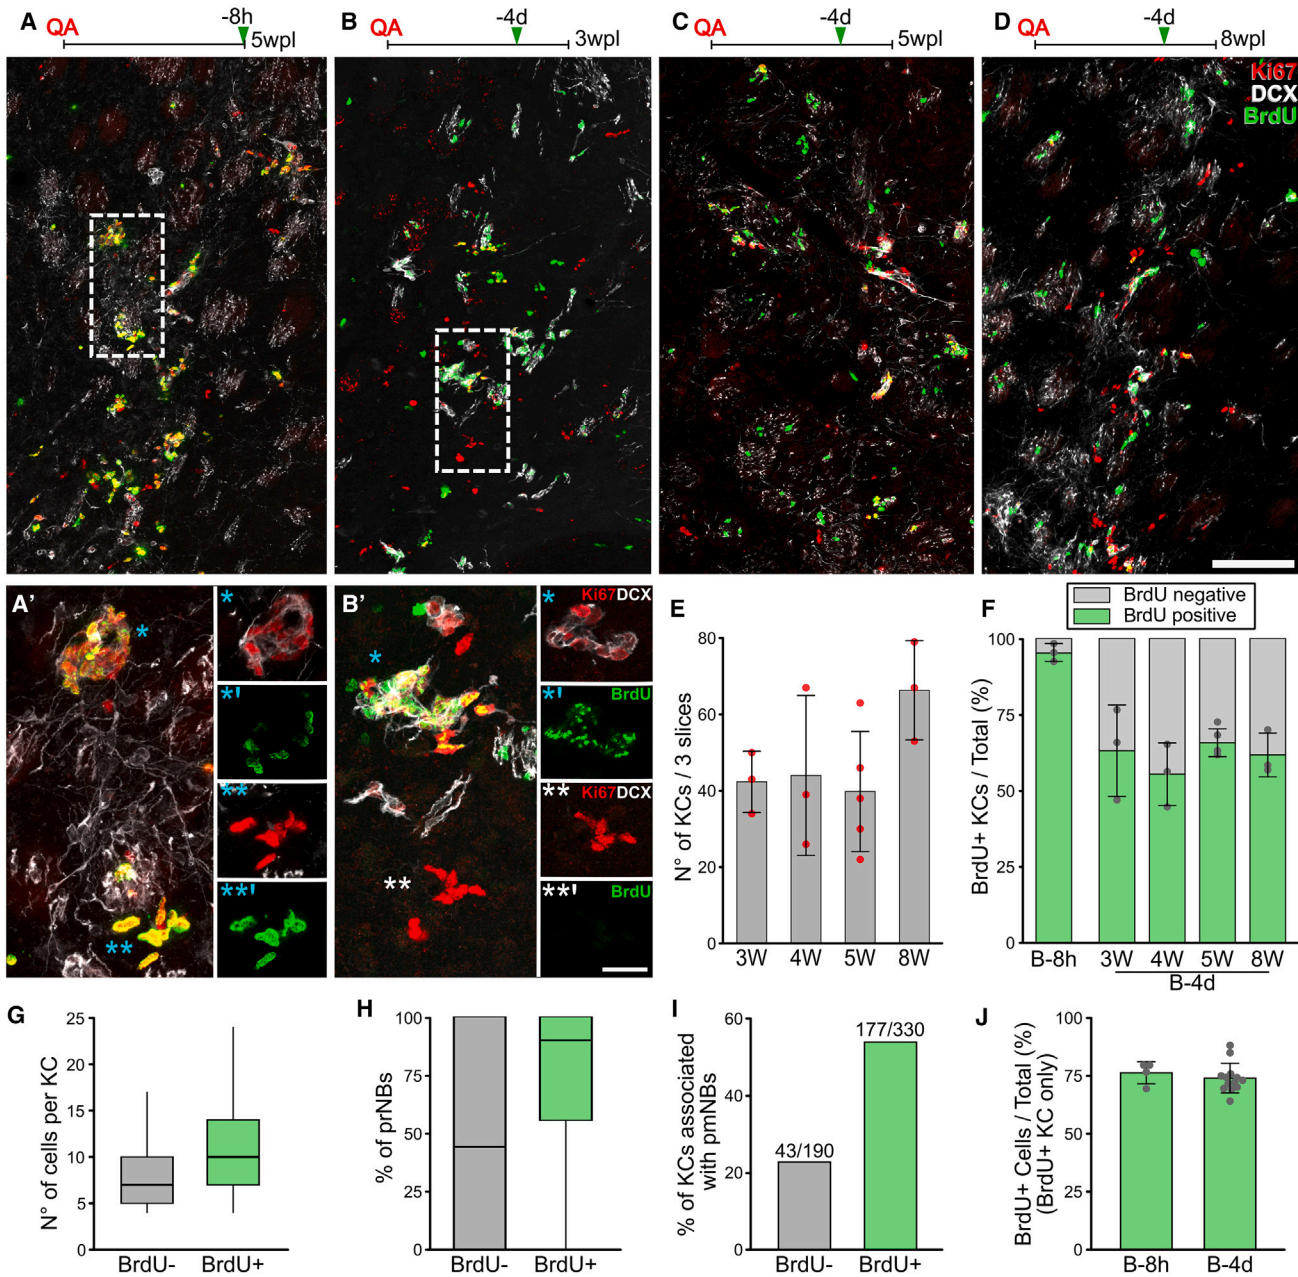 A QA -8h 5wpl
B QA -4d 3wpl
C QA -4d 5wpl
D QA -4d 8wpl
Ki67
DCX
BrdU
A' * **
*
*'
**
**'
B' * **
* Ki67DCX
*' BrdU
** Ki67DCX
**' BrdU
E
N° of KCs / 3 slices
80
60
40
20
0
3W 4W 5W 8W
F
BrdU negative
BrdU positive
BrdU+ KCs / Total (%)
100
75
50
25
0
B-8h 3W 4W 5W 8W
B-4d
G
N° of cells per KC
25
20
15
10
5
0
BrdU- BrdU+
H
% of prNBs
100
75
50
25
0
BrdU- BrdU+
I
% of KCs associated
with pmNBs
60
40
20
0
43/190
177/330
BrdU- BrdU+
J
BrdU+ Cells / Total (%)
(BrdU+ KC only)
100
75
50
25
0
B-8h B-4d